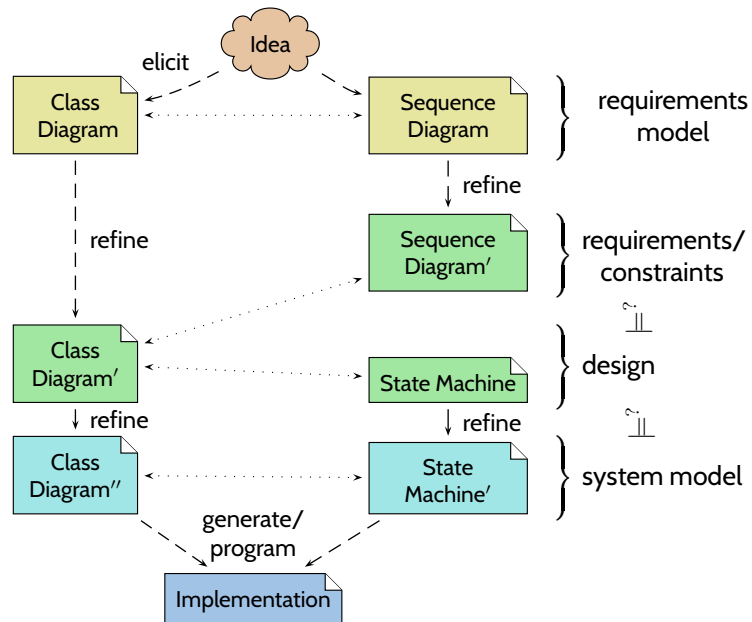 Idea
elicit
Class
Diagram
Sequence
Diagram
requirements
model
refine
refine
Sequence
Diagram′
requirements/
constraints
?
Class
Diagram′
State Machine
design
refine
refine
?
Class
Diagram′′
State
Machine′
system model
generate/
program
Implementation